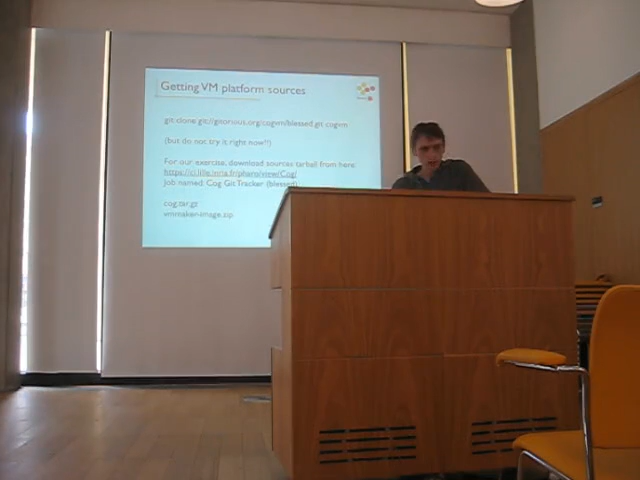 Getting VM platform sources
git clone git://gitorious.org/cogvm/blessed.git cogvm
(but do not try it right now!!)
For our exercise, download sources tarball from here:
https://ci.lille.inria.fr/pharo/view/Cog/
Job named: Cog Git Tracker (blessed)
cog.tar.gz
vmmaker-image.zip